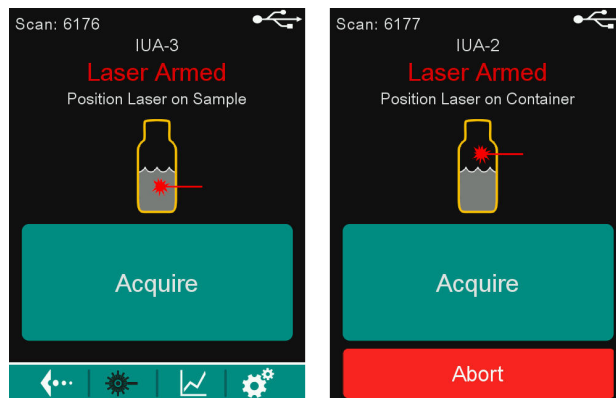 Scan: 6176
IUA-3
Laser Armed
Position Laser on Sample
Acquire
Scan: 6177
IUA-2
Laser Armed
Position Laser on Container
Acquire
Abort